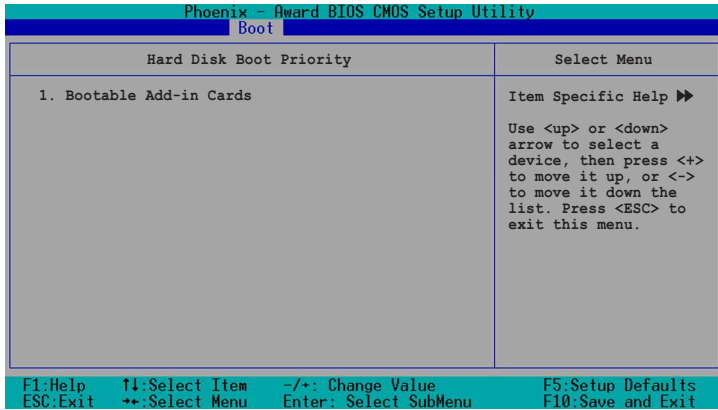 Phoenix - Award BIOS CMOS Setup Utility
Boot
Hard Disk Boot Priority
Select Menu
1. Bootable Add-in Cards
Item Specific Help ►►
Use <up> or <down>
arrow to select a
device, then press <+>
to move it up, or <->
to move it down the
list. Press <ESC> to
exit this menu.
F1:Help ↑↓:Select Item -/+: Change Value F5:Setup Defaults
ESC:Exit →←:Select Menu Enter: Select SubMenu F10:Save and Exit